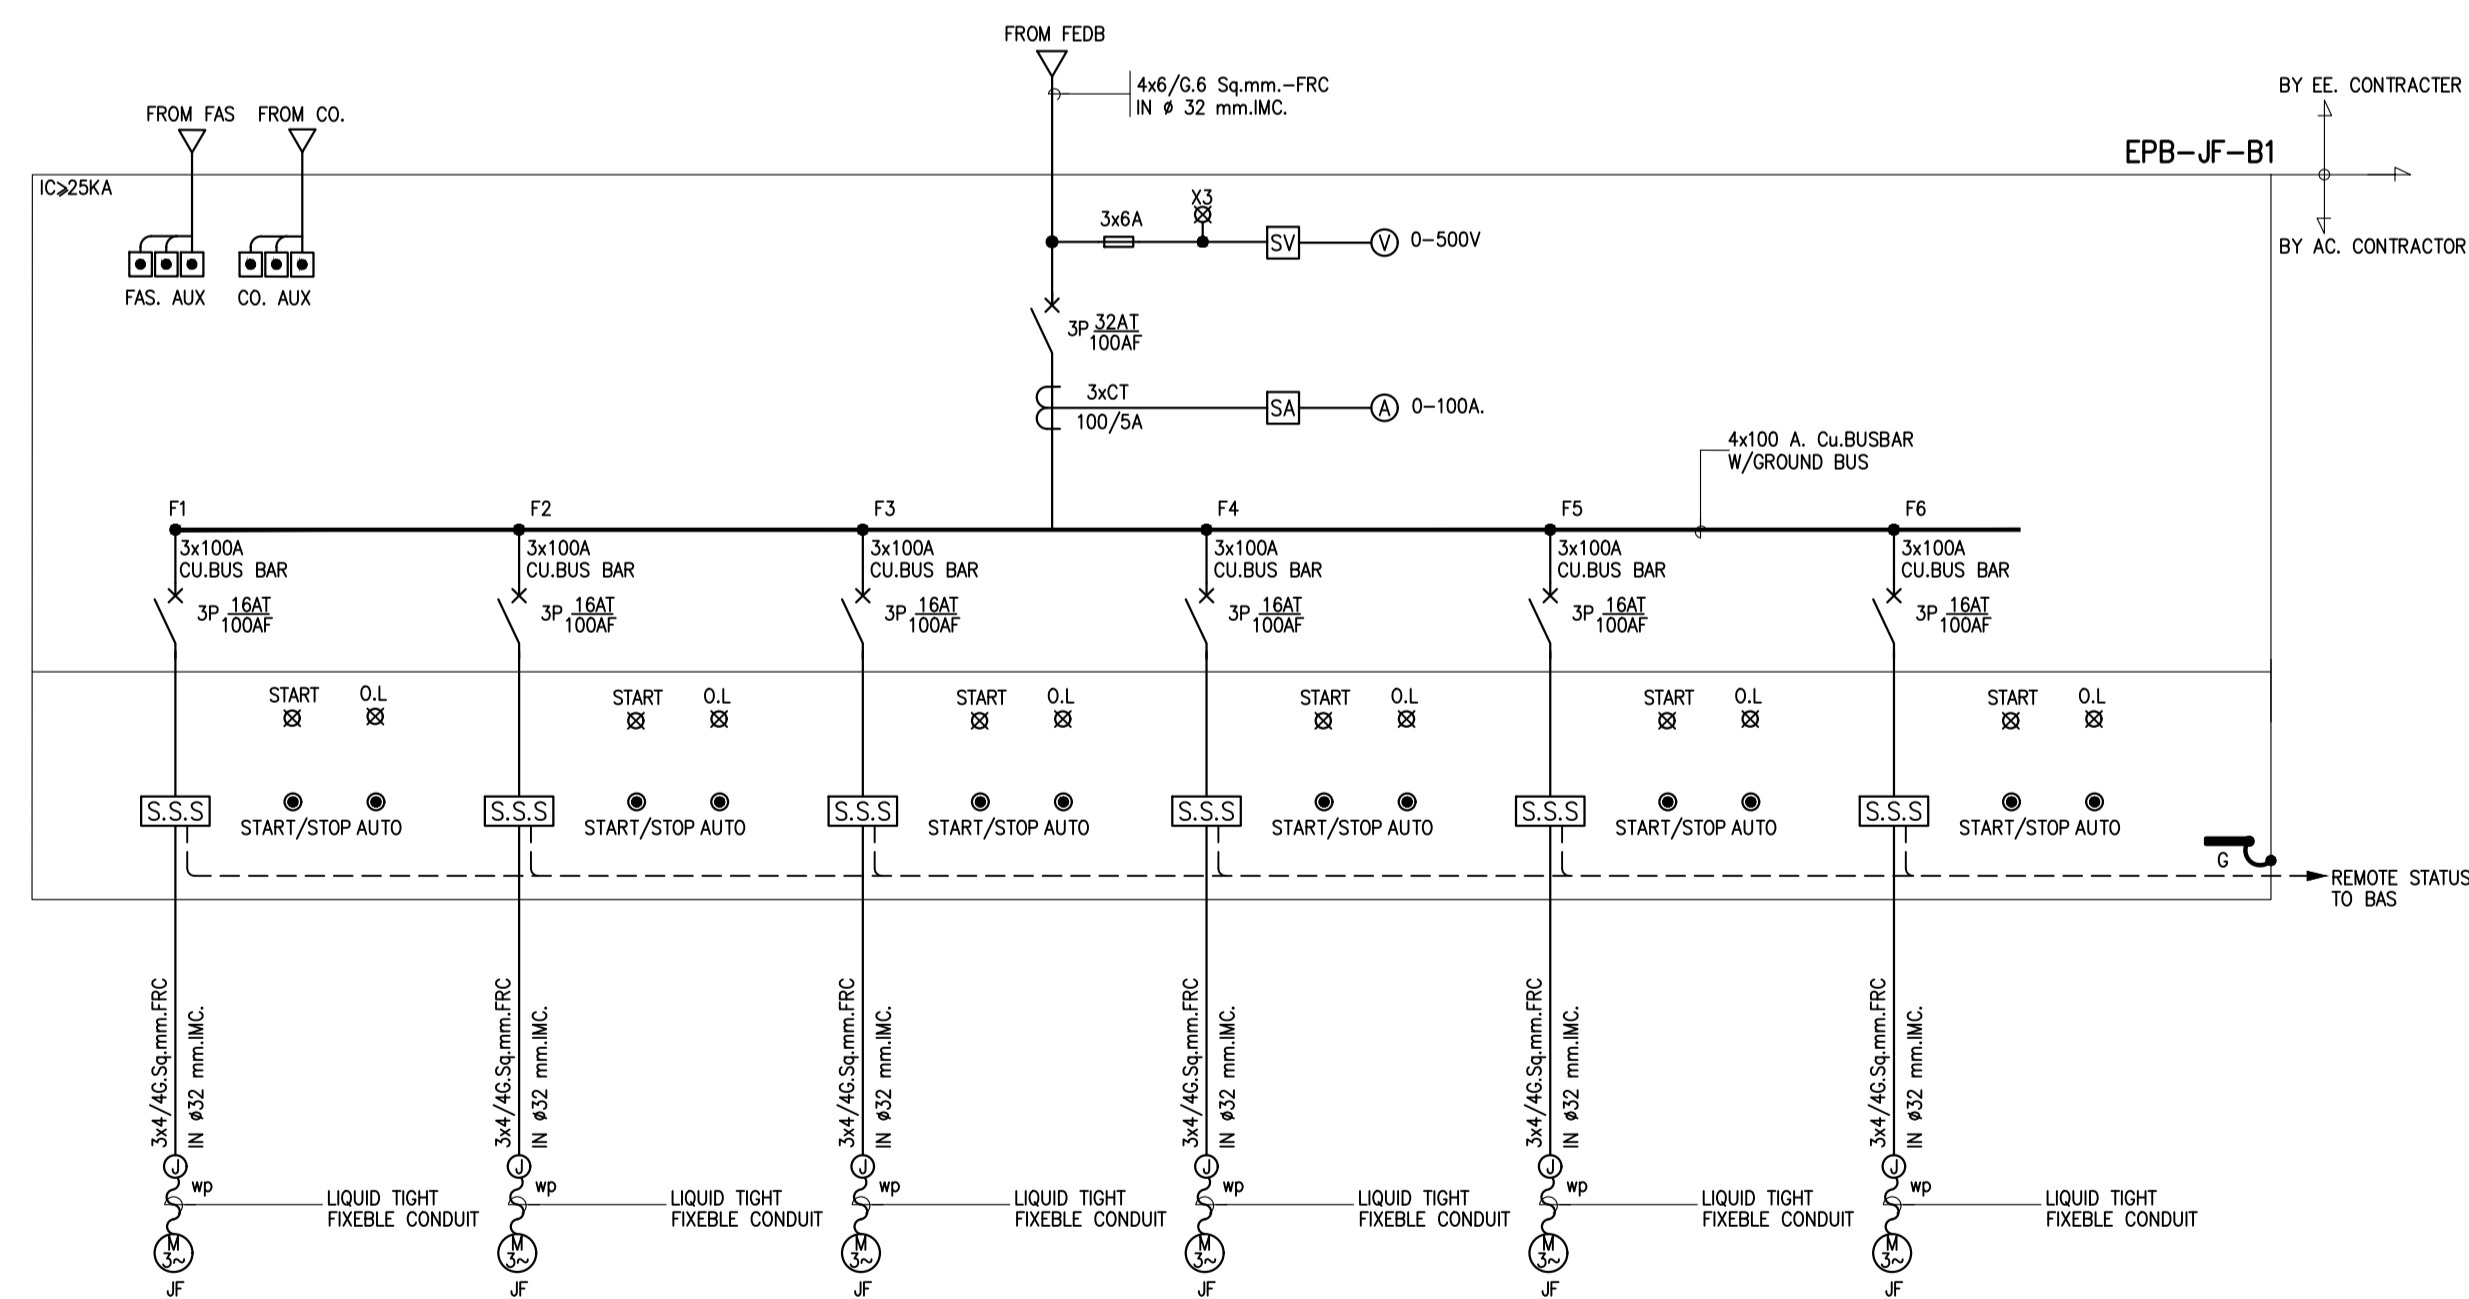 FROM FEDB
4x6/G.6 Sq.mm.-FRC
IN ø 32 mm.IMC.
BY EE. CONTRACTER
FROM FAS FROM CO.
EPB-JF-B1
IC⩾25KA
X3
3x6A
SV
V
0-500V
BY AC. CONTRACTOR
FAS. AUX CO. AUX
3P 32AT
100AF
3xCT
100/5A
SA
A
0-100A.
4x100 A. Cu.BUSBAR
W/GROUND BUS
F1 F2 F3 F4 F5 F6
3x100A 3x100A 3x100A 3x100A 3x100A 3x100A
CU.BUS BAR CU.BUS BAR CU.BUS BAR CU.BUS BAR CU.BUS BAR CU.BUS BAR
3P 16AT 3P 16AT 3P 16AT 3P 16AT 3P 16AT 3P 16AT
100AF 100AF 100AF 100AF 100AF 100AF
START O.L START O.L START O.L START O.L START O.L START O.L
S.S.S S.S.S S.S.S S.S.S S.S.S S.S.S
START/STOP AUTO START/STOP AUTO START/STOP AUTO START/STOP AUTO START/STOP AUTO START/STOP AUTO
G
REMOTE STATUS
TO BAS
3x4/4G.Sq.mm.FRC
IN ø32 mm.IMC.
3x4/4G.Sq.mm.FRC
IN ø32 mm.IMC.
3x4/4G.Sq.mm.FRC
IN ø32 mm.IMC.
3x4/4G.Sq.mm.FRC
IN ø32 mm.IMC.
3x4/4G.Sq.mm.FRC
IN ø32 mm.IMC.
3x4/4G.Sq.mm.FRC
IN ø32 mm.IMC.
J J J J J J
wp wp wp wp wp wp
LIQUID TIGHT LIQUID TIGHT LIQUID TIGHT LIQUID TIGHT LIQUID TIGHT LIQUID TIGHT
FIXEBLE CONDUIT FIXEBLE CONDUIT FIXEBLE CONDUIT FIXEBLE CONDUIT FIXEBLE CONDUIT FIXEBLE CONDUIT
M M M M M M
3~ 3~ 3~ 3~ 3~ 3~
JF JF JF JF JF JF